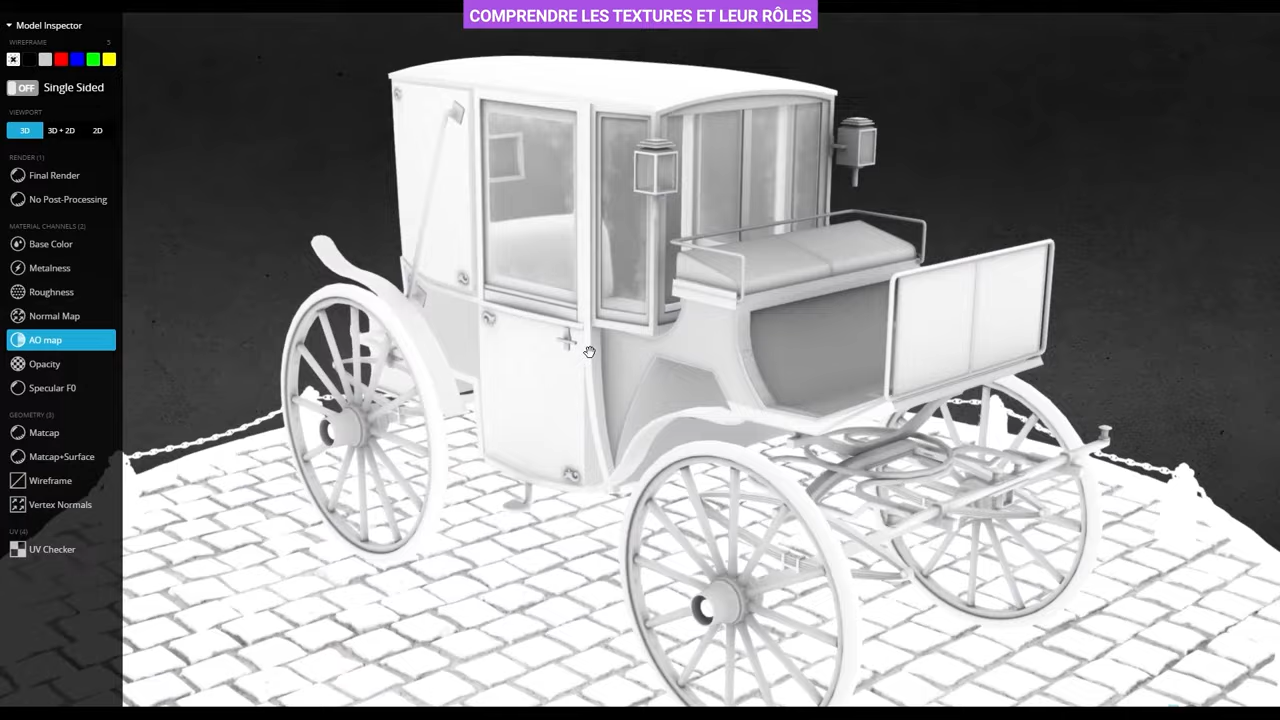 COMPRENDRE LES TEXTURES ET LEUR RÔLES
Model Inspector
WIREFRAME 5
OFF Single Sided
VIEWPORT
3D 3D + 2D 2D
RENDER (1)
Final Render
No Post-Processing
MATERIAL CHANNELS (2)
Base Color
Metalness
Roughness
Normal Map
AO map
Opacity
Specular F0
GEOMETRY (3)
Matcap
Matcap+Surface
Wireframe
Vertex Normals
UV (4)
UV Checker